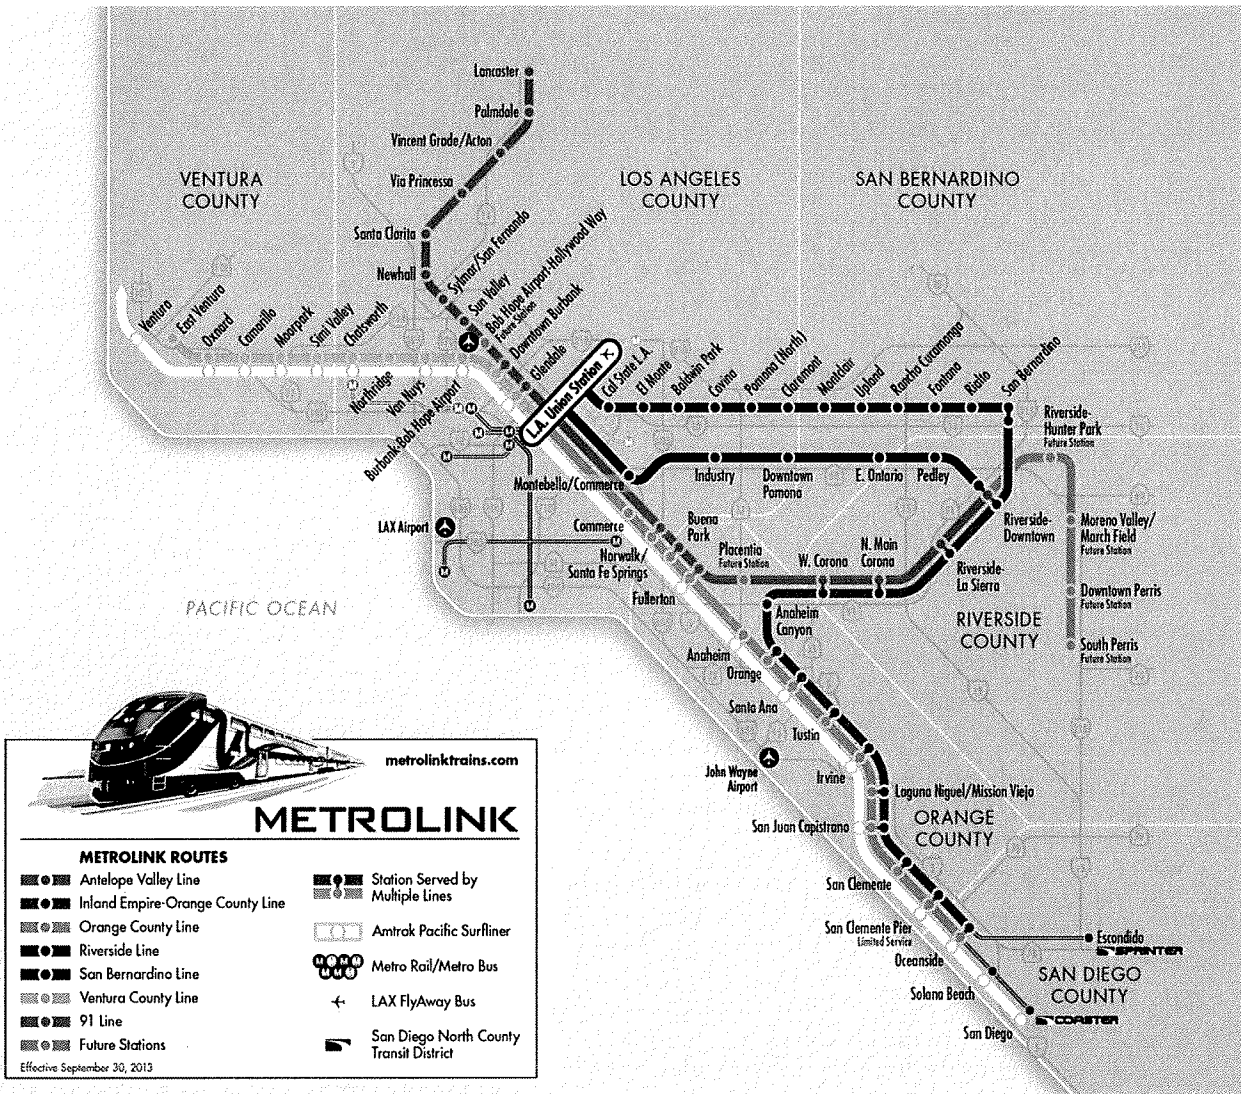 Lancaster
Palmdale
Vincent Grade/Acton
Via Princessa
Santa Clarita
Newhall
VENTURA
COUNTY
LOS ANGELES
COUNTY
SAN BERNARDINO
COUNTY
Sylmar/San Fernando
Sun Valley
Bob Hope Airport-Hollywood Way
Future Station
Downtown Burbank
Glendale
L.A. Union Station
Ventura
East Ventura
Oxnard
Camarillo
Moorpark
Simi Valley
Chatsworth
Northridge
Van Nuys
Burbank-Bob Hope Airport
Cal State L.A.
El Monte
Baldwin Park
Covina
Pomona (North)
Claremont
Montclair
Upland
Rancho Cucamonga
Fontana
Rialto
San Bernardino
Riverside-
Hunter Park
Future Station
Montebello/Commerce
Industry
Downtown
Pomona
E. Ontario
Pedley
Riverside-
Downtown
Moreno Valley/
March Field
Future Station
LAX Airport
Commerce
Buena
Park
Norwalk/
Santa Fe Springs
Placentia
Future Station
W. Corona
N. Main
Corona
Riverside-
La Sierra
Downtown Perris
Future Station
Fullerton
PACIFIC OCEAN
Anaheim
Canyon
RIVERSIDE
COUNTY
South Perris
Future Station
Anaheim
Orange
Santa Ana
Tustin
John Wayne
Airport
Irvine
Laguna Niguel/Mission Viejo
San Juan Capistrano
ORANGE
COUNTY
San Clemente
San Clemente Pier
Limited Service
Oceanside
Escondido
SPRINTER
Solana Beach
SAN DIEGO
COUNTY
San Diego
COASTER
metrolinktrains.com
METROLINK
METROLINK ROUTES
Antelope Valley Line
Inland Empire-Orange County Line
Orange County Line
Riverside Line
San Bernardino Line
Ventura County Line
91 Line
Future Stations
Effective September 30, 2013
Station Served by
Multiple Lines
Amtrak Pacific Surfliner
Metro Rail/Metro Bus
LAX FlyAway Bus
San Diego North County
Transit District